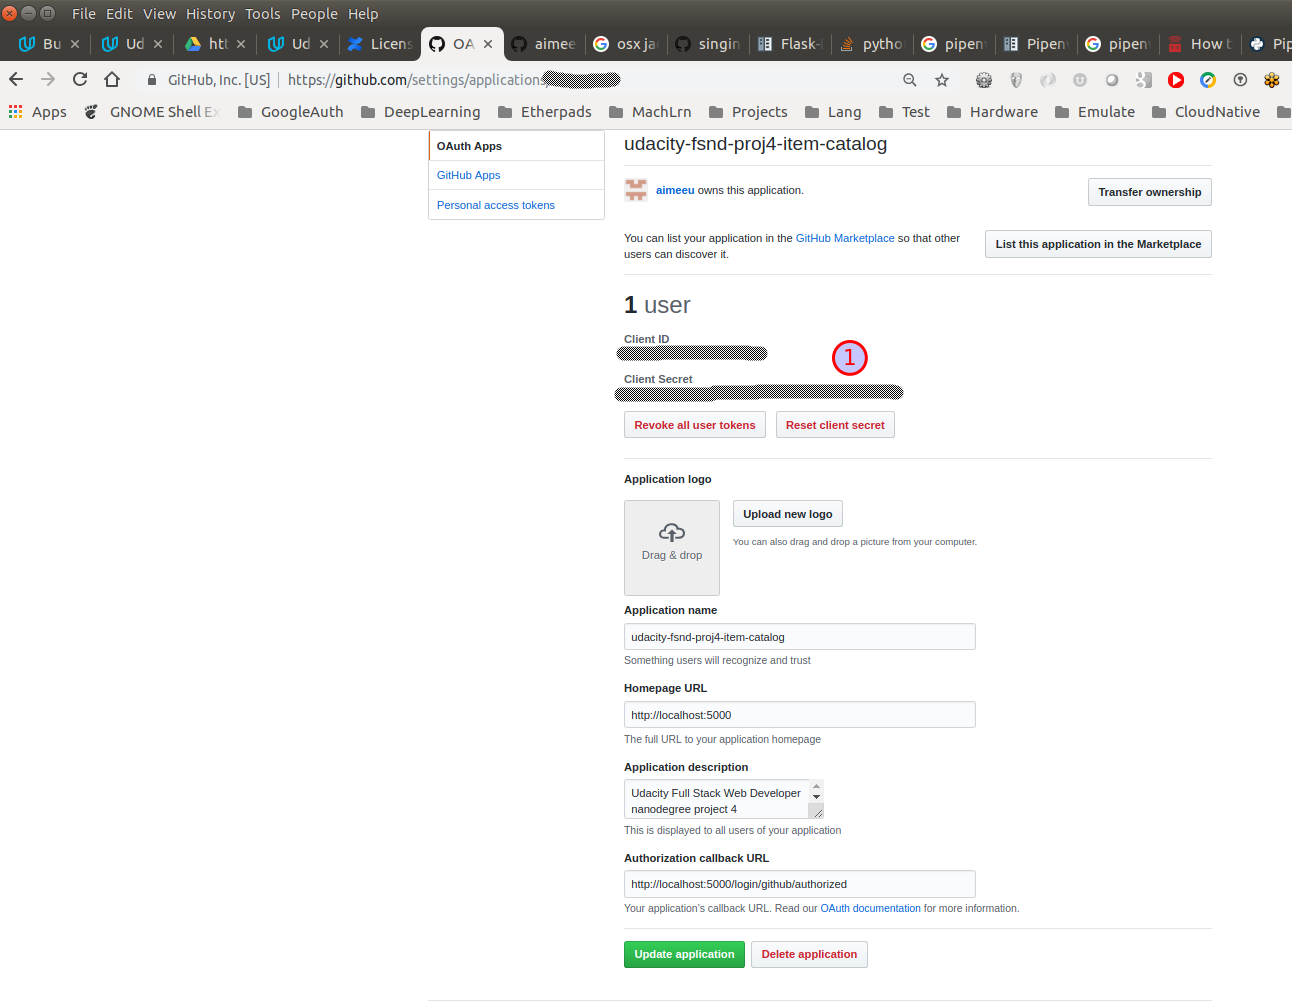 File Edit View History Tools People Help
Bu Ud htt Ud Licens OA aimee osx jac singin Flask- pytho pipen Pipen pipen How t Pip
GitHub, Inc. [US] https://github.com/settings/application
Apps GNOME Shell Ex GoogleAuth DeepLearning Etherpads MachLrn Projects Lang Test Hardware Emulate CloudNative
OAuth Apps
GitHub Apps
Personal access tokens
udacity-fsnd-proj4-item-catalog
aimeeu owns this application.
Transfer ownership
You can list your application in the GitHub Marketplace so that other
users can discover it.
List this application in the Marketplace
1 user
Client ID
1
Client Secret
Revoke all user tokens Reset client secret
Application logo
Drag & drop
Upload new logo
You can also drag and drop a picture from your computer.
Application name
udacity-fsnd-proj4-item-catalog
Something users will recognize and trust
Homepage URL
http://localhost:5000
The full URL to your application homepage
Application description
Udacity Full Stack Web Developer
nanodegree project 4
This is displayed to all users of your application
Authorization callback URL
http://localhost:5000/login/github/authorized
Your application's callback URL. Read our OAuth documentation for more information.
Update application Delete application